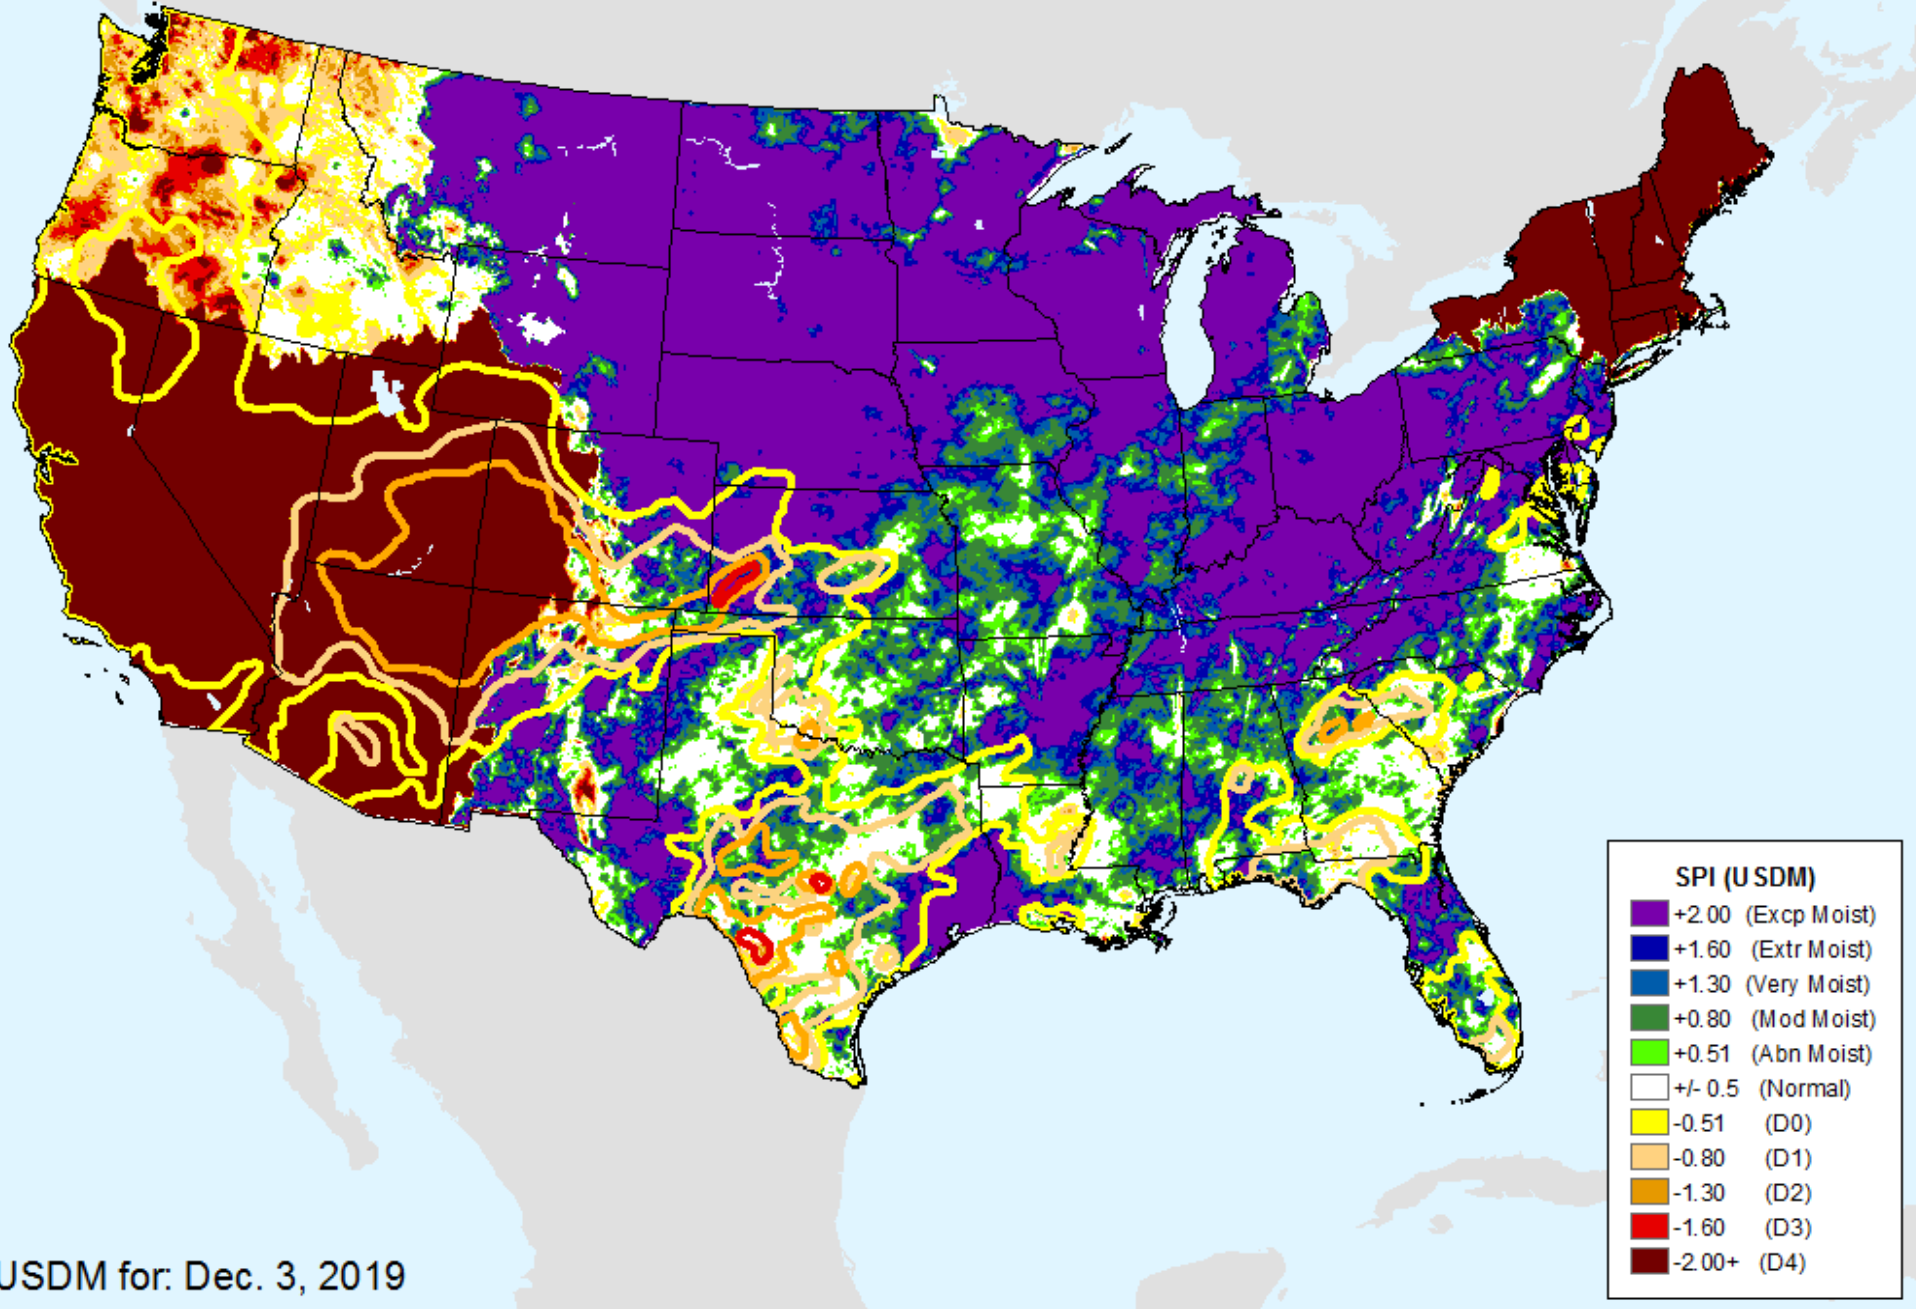 SPI (USDM)
+2.00 (Excp Moist)
+1.60 (Extr Moist)
+1.30 (Very Moist)
+0.80 (Mod Moist)
+0.51 (Abn Moist)
+/- 0.5 (Normal)
-0.51 (D0)
-0.80 (D1)
-1.30 (D2)
-1.60 (D3)
-2.00+ (D4)
USDM for: Dec. 3, 2019